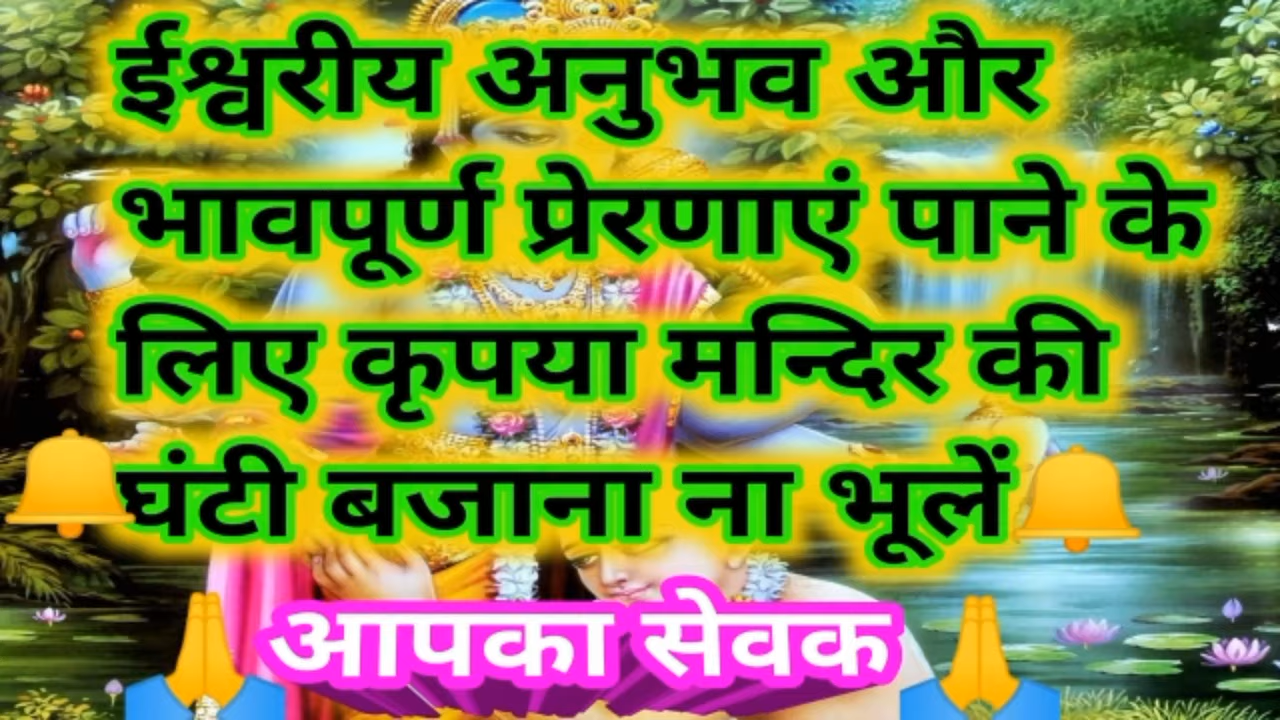 ईश्वरीय अनुभव और
भावपूर्ण प्रेरणाएं पाने के
लिए कृपया मन्दिर की
घंटी बजाना ना भूलें
आपका सेवक